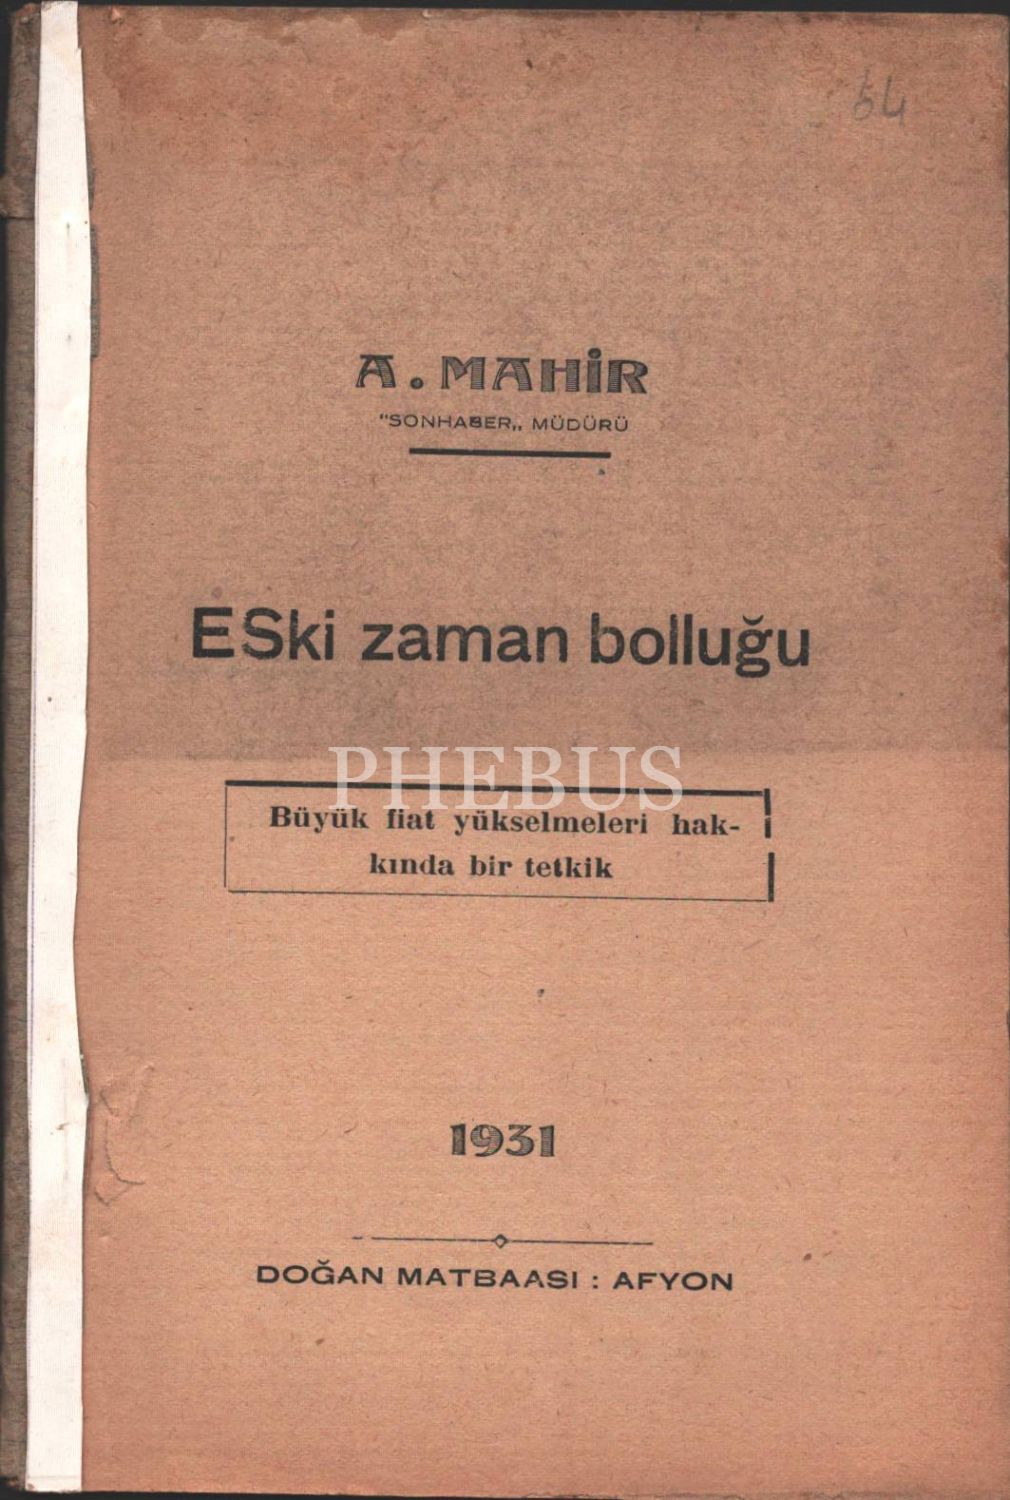 64
A. MAHİR
"SONHABER,, MÜDÜRÜ
ESki zaman bolluğu
PHEBUS
Büyük fiat yükselmeleri hak-
kında bir tetkik
1931
DOĞAN MATBAASI : AFYON